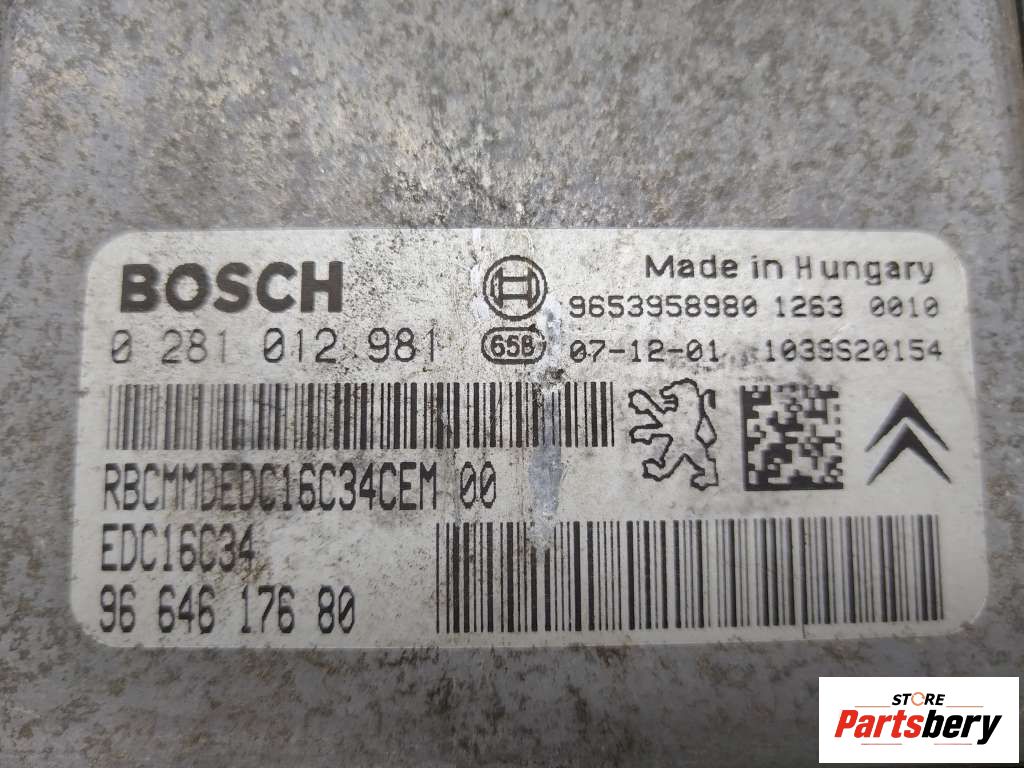 BOSCH
Made in Hungary
9653958980 1263 0010
0 281 012 981
658
07-12-01 1039S20154
RBCMMDEDC16C34CEM 00
EDC16C34
96 646 176 80
STORE
Partsbery